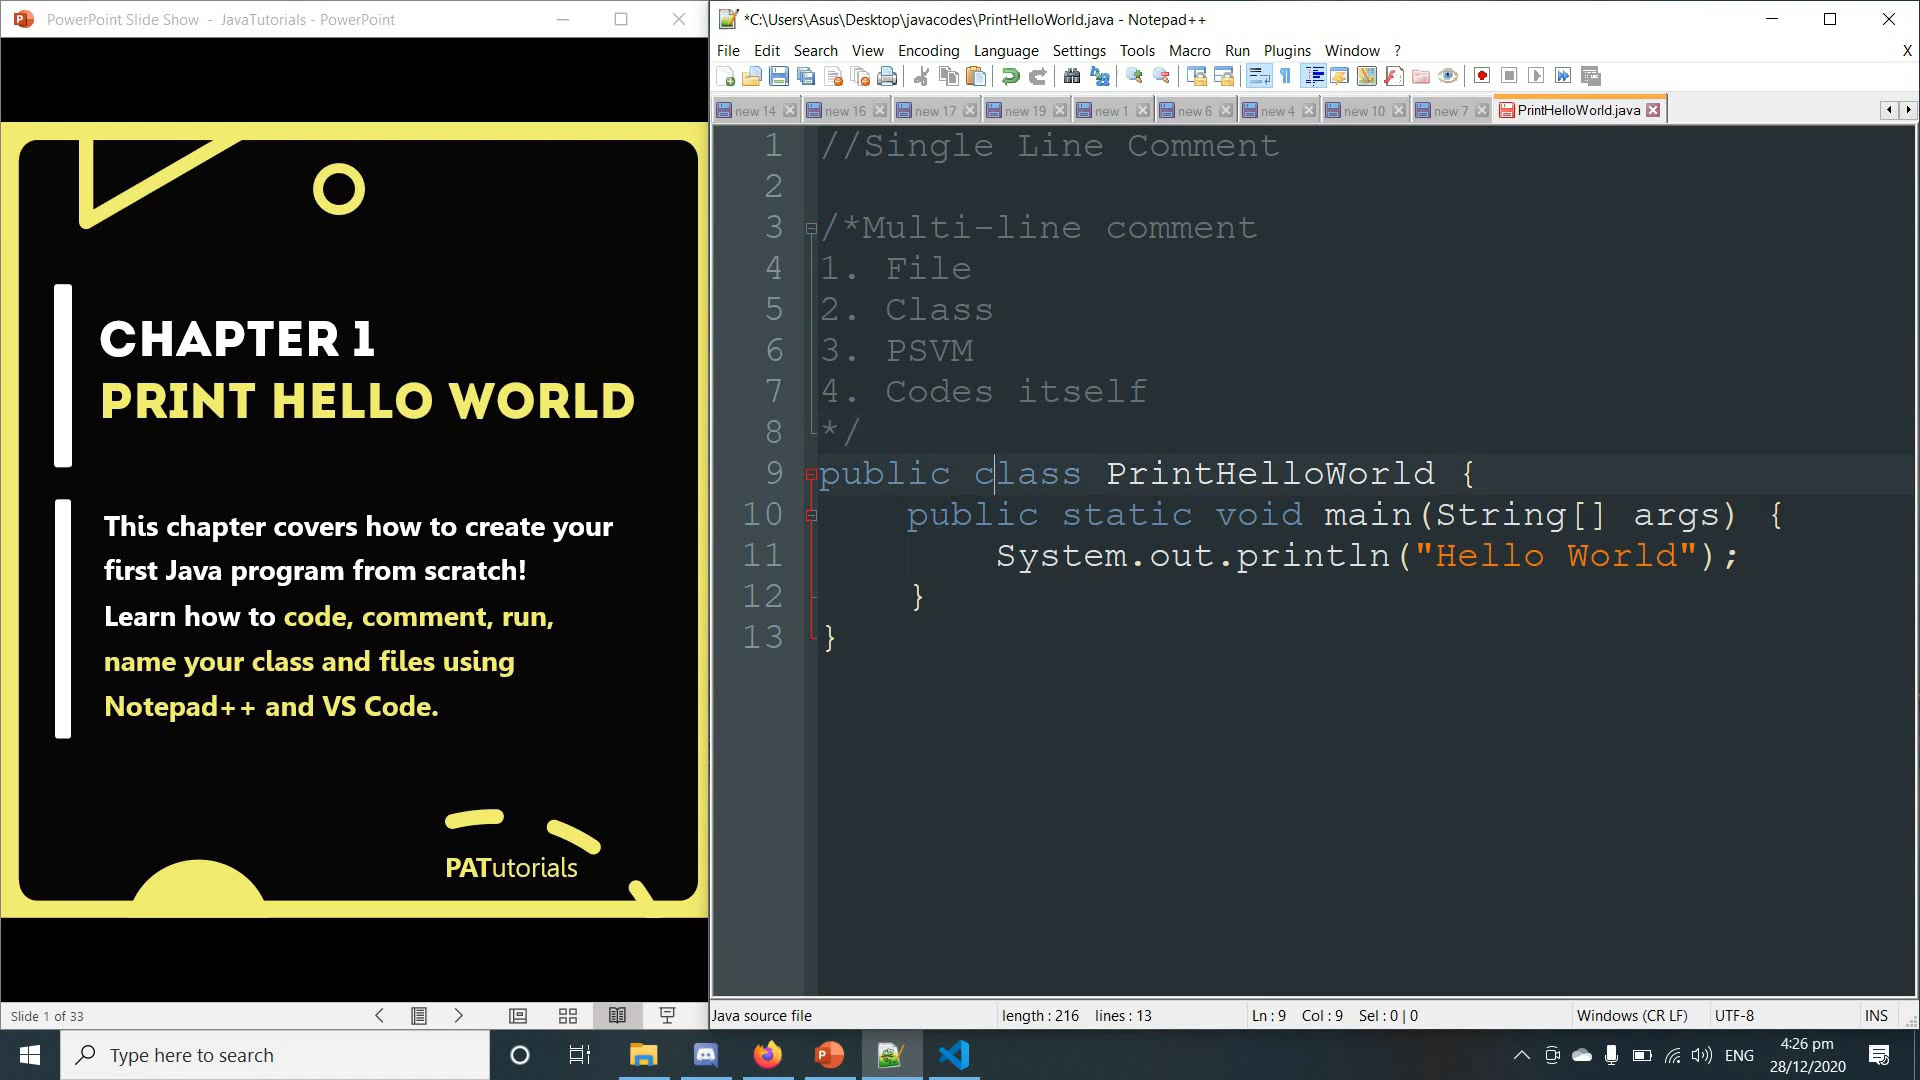 PowerPoint Slide Show - JavaTutorials - PowerPoint
CHAPTER 1
PRINT HELLO WORLD
This chapter covers how to create your
first Java program from scratch!
Learn how to code, comment, run,
name your class and files using
Notepad++ and VS Code.
PATutorials
Slide 1 of 33
*C:\Users\Asus\Desktop\javacodes\PrintHelloWorld.java - Notepad++
File Edit Search View Encoding Language Settings Tools Macro Run Plugins Window ? X
new 14 new 16 new 17 new 19 new 1 new 6 new 4 new 10 new 7 PrintHelloWorld.java
1 //Single Line Comment
2
3 /*Multi-line comment
4 1. File
5 2. Class
6 3. PSVM
7 4. Codes itself
8 */
9 public class PrintHelloWorld {
10 public static void main(String[] args) {
11 System.out.println("Hello World");
12 }
13 }
Java source file length : 216 lines : 13 Ln : 9 Col : 9 Sel : 0 | 0 Windows (CR LF) UTF-8 INS
Type here to search
ENG
4:26 pm
28/12/2020